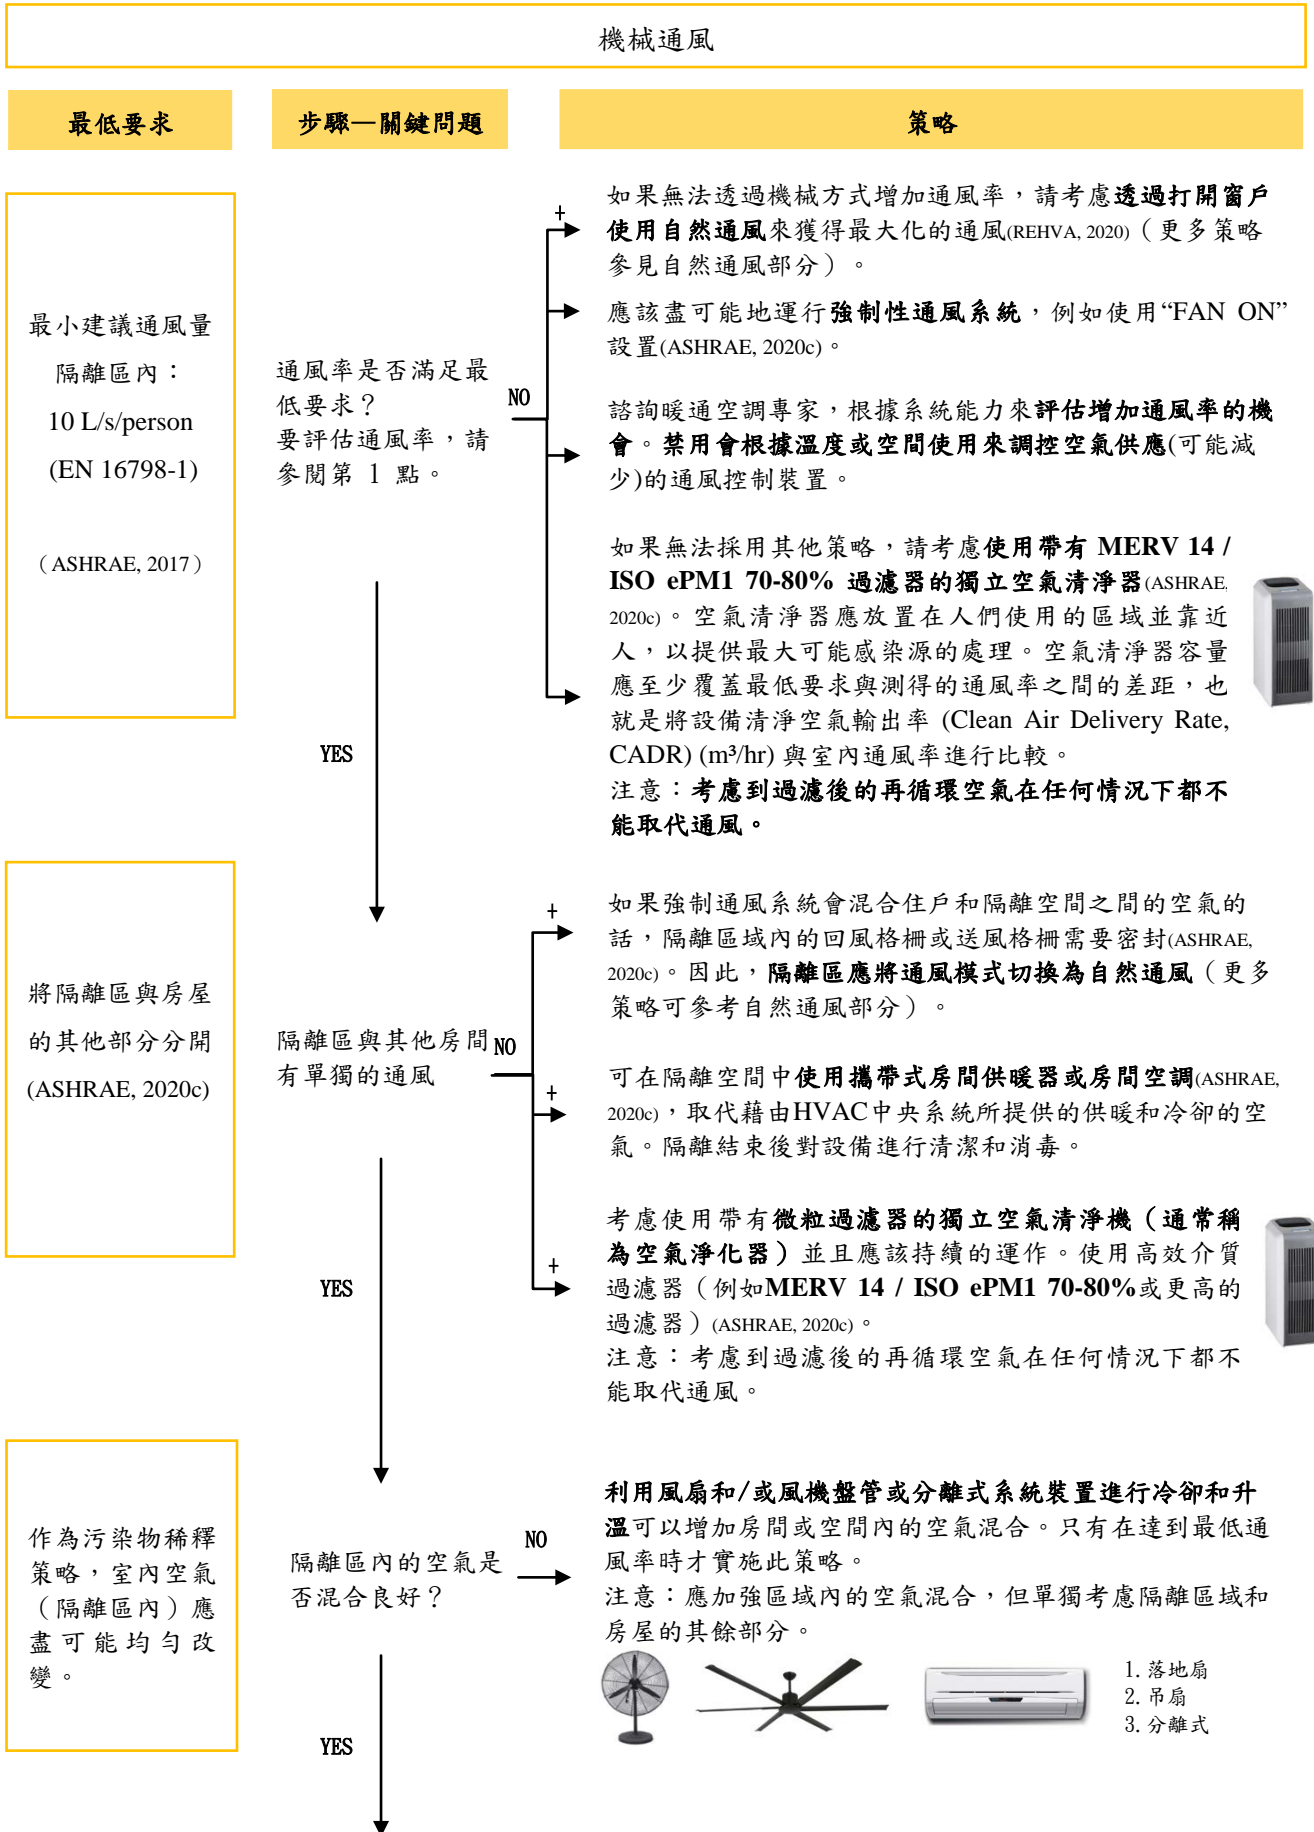 機械通風
最低要求
步驟—關鍵問題
策略
最小建議通風量
隔離區內：
10 L/s/person
(EN 16798-1)
（ASHRAE, 2017）
通風率是否滿足最
低要求？
要評估通風率，請
參閱第 1 點。
NO
YES
+
如果無法透過機械方式增加通風率，請考慮透過打開窗戶
使用自然通風來獲得最大化的通風(REHVA, 2020)（更多策略
參見自然通風部分）。
應該盡可能地運行強制性通風系統，例如使用“FAN ON”
設置(ASHRAE, 2020c)。
諮詢暖通空調專家，根據系統能力來評估增加通風率的機
會。禁用會根據溫度或空間使用來調控空氣供應(可能減
少)的通風控制裝置。
如果無法採用其他策略，請考慮使用帶有 MERV 14 /
ISO ePM1 70-80% 過濾器的獨立空氣清淨器(ASHRAE,
2020c)。空氣清淨器應放置在人們使用的區域並靠近
人，以提供最大可能感染源的處理。空氣清淨器容量
應至少覆蓋最低要求與測得的通風率之間的差距，也
就是將設備清淨空氣輸出率 (Clean Air Delivery Rate,
CADR) (m³/hr) 與室內通風率進行比較。
注意：考慮到過濾後的再循環空氣在任何情況下都不
能取代通風。
將隔離區與房屋
的其他部分分開
(ASHRAE, 2020c)
隔離區與其他房間
有單獨的通風
NO
YES
+
如果強制通風系統會混合住戶和隔離空間之間的空氣的
話，隔離區域內的回風格柵或送風格柵需要密封(ASHRAE,
2020c)。因此，隔離區應將通風模式切換為自然通風（更多
策略可參考自然通風部分）。
+
可在隔離空間中使用攜帶式房間供暖器或房間空調(ASHRAE,
2020c)，取代藉由HVAC中央系統所提供的供暖和冷卻的空
氣。隔離結束後對設備進行清潔和消毒。
+
考慮使用帶有微粒過濾器的獨立空氣清淨機（通常稱
為空氣淨化器）並且應該持續的運作。使用高效介質
過濾器（例如MERV 14 / ISO ePM1 70-80%或更高的
過濾器）(ASHRAE, 2020c)。
注意：考慮到過濾後的再循環空氣在任何情況下都不
能取代通風。
作為污染物稀釋
策略，室內空氣
（隔離區內）應
盡可能均勻改
變。
隔離區內的空氣是
否混合良好？
NO
YES
利用風扇和/或風機盤管或分離式系統裝置進行冷卻和升
溫可以增加房間或空間內的空氣混合。只有在達到最低通
風率時才實施此策略。
注意：應加強區域內的空氣混合，但單獨考慮隔離區域和
房屋的其餘部分。
1. 落地扇
2. 吊扇
3. 分離式